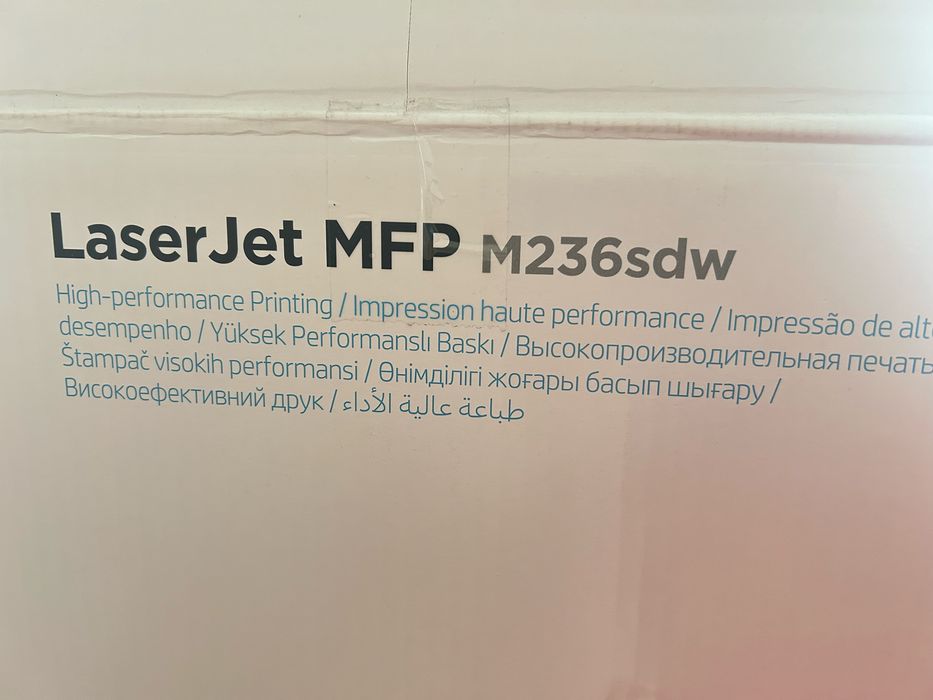 LaserJet MFP M236sdw
High-performance Printing / Impression haute performance / Impressão de alto
desempenho / Yüksek Performanslı Baskı / Высокопроизводительная печать
Štampač visokih performansi / Өнімділігі жоғары басып шығару /
Високоефективний друк / طباعة عالية الأداء